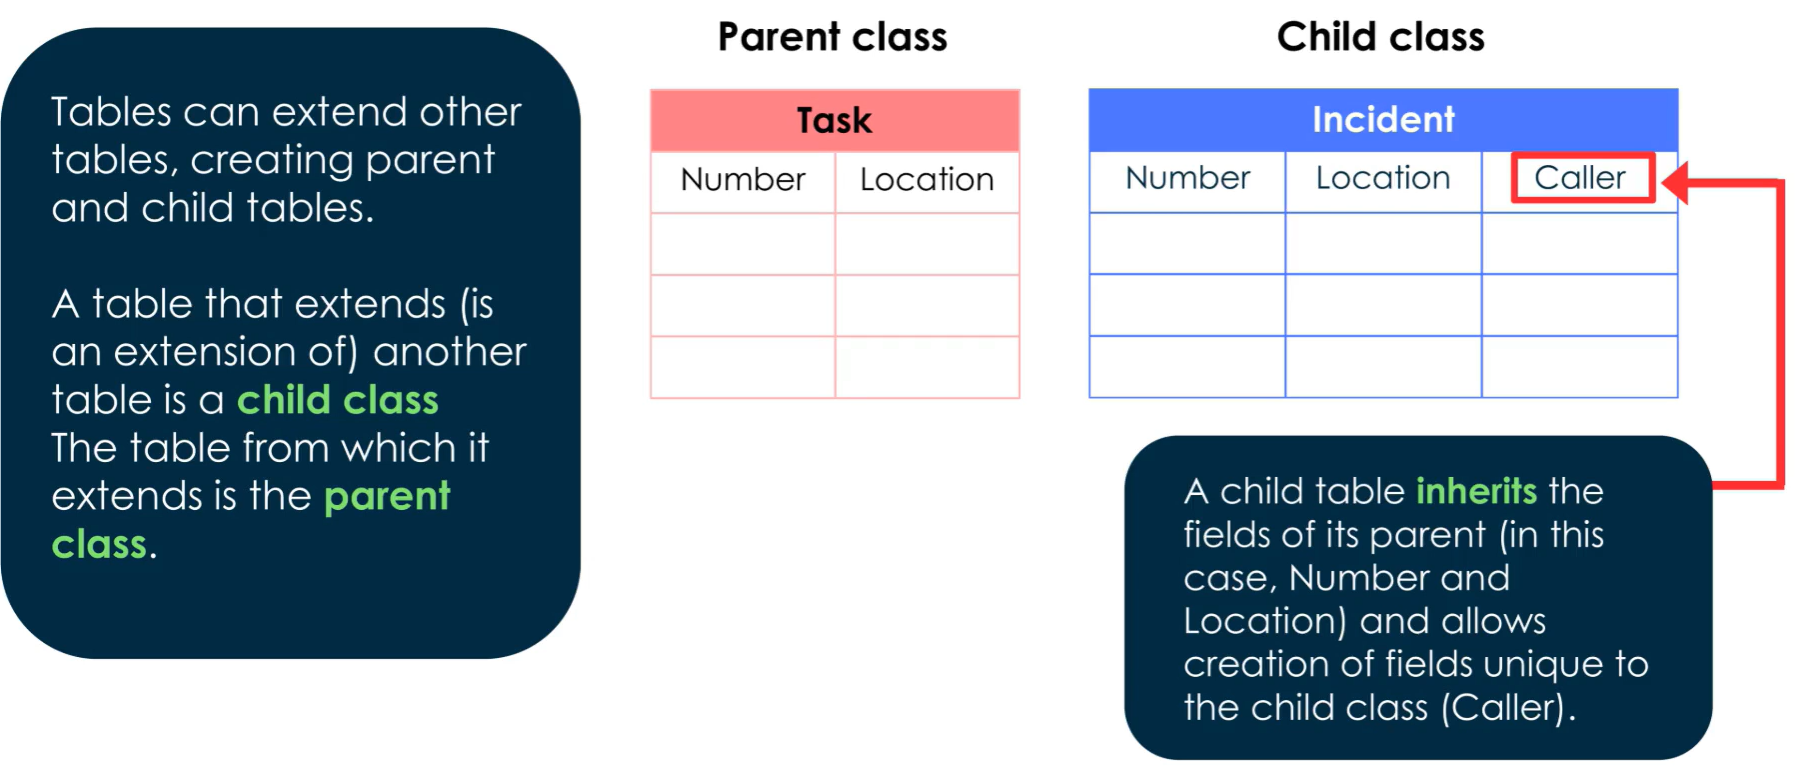 Tables can extend other
tables, creating parent
and child tables.
A table that extends (is
an extension of) another
table is a child class
The table from which it
extends is the parent
class.
Parent class
Task
Number Location
Child class
Incident
Number Location Caller
A child table inherits the
fields of its parent (in this
case, Number and
Location) and allows
creation of fields unique to
the child class (Caller).